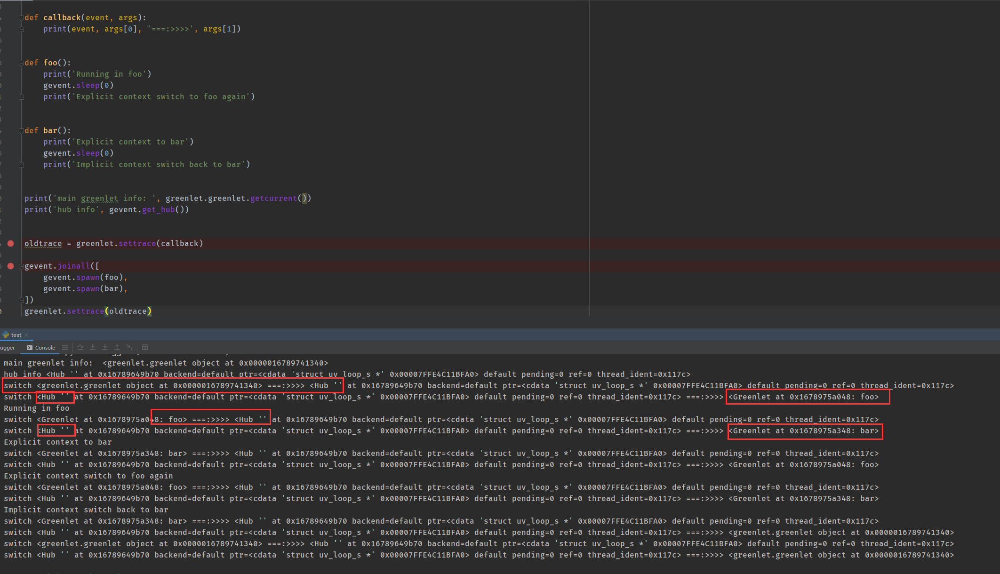 def callback(event, args):
    print(event, args[0], '===:>>>>', args[1])
def foo():
    print('Running in foo')
    gevent.sleep(0)
    print('Explicit context switch to foo again')
def bar():
    print('Explicit context to bar')
    gevent.sleep(0)
    print('Implicit context switch back to bar')
print('main greenlet info: ', greenlet.greenlet.getcurrent())
print('hub info', gevent.get_hub())
oldtrace = greenlet.settrace(callback)
gevent.joinall([
    gevent.spawn(foo),
    gevent.spawn(bar),
])
greenlet.settrace(oldtrace)
test
ugger Console
main greenlet info:  <greenlet.greenlet object at 0x0000016789741340>
hub info <Hub '' at 0x16789649b70 backend=default ptr=<cdata 'struct uv_loop_s *' 0x00007FFE4C11BFA0> default pending=0 ref=0 thread_ident=0x117c>
switch <greenlet.greenlet object at 0x0000016789741340> ===:>>>> <Hub '' at 0x16789649b70 backend=default ptr=<cdata 'struct uv_loop_s *' 0x00007FFE4C11BFA0> default pending=0 ref=0 thread_ident=0x117c>
switch <Hub '' at 0x16789649b70 backend=default ptr=<cdata 'struct uv_loop_s *' 0x00007FFE4C11BFA0> default pending=0 ref=0 thread_ident=0x117c> ===:>>>> <Greenlet at 0x1678975a048: foo>
Running in foo
switch <Greenlet at 0x1678975a048: foo> ===:>>>> <Hub '' at 0x16789649b70 backend=default ptr=<cdata 'struct uv_loop_s *' 0x00007FFE4C11BFA0> default pending=0 ref=0 thread_ident=0x117c>
switch <Hub '' at 0x16789649b70 backend=default ptr=<cdata 'struct uv_loop_s *' 0x00007FFE4C11BFA0> default pending=0 ref=0 thread_ident=0x117c> ===:>>>> <Greenlet at 0x1678975a348: bar>
Explicit context to bar
switch <Greenlet at 0x1678975a348: bar> ===:>>>> <Hub '' at 0x16789649b70 backend=default ptr=<cdata 'struct uv_loop_s *' 0x00007FFE4C11BFA0> default pending=0 ref=0 thread_ident=0x117c>
switch <Hub '' at 0x16789649b70 backend=default ptr=<cdata 'struct uv_loop_s *' 0x00007FFE4C11BFA0> default pending=0 ref=0 thread_ident=0x117c> ===:>>>> <Greenlet at 0x1678975a048: foo>
Explicit context switch to foo again
switch <Greenlet at 0x1678975a048: foo> ===:>>>> <Hub '' at 0x16789649b70 backend=default ptr=<cdata 'struct uv_loop_s *' 0x00007FFE4C11BFA0> default pending=0 ref=0 thread_ident=0x117c>
switch <Hub '' at 0x16789649b70 backend=default ptr=<cdata 'struct uv_loop_s *' 0x00007FFE4C11BFA0> default pending=0 ref=0 thread_ident=0x117c> ===:>>>> <Greenlet at 0x1678975a348: bar>
Implicit context switch back to bar
switch <Greenlet at 0x1678975a348: bar> ===:>>>> <Hub '' at 0x16789649b70 backend=default ptr=<cdata 'struct uv_loop_s *' 0x00007FFE4C11BFA0> default pending=0 ref=0 thread_ident=0x117c>
switch <Hub '' at 0x16789649b70 backend=default ptr=<cdata 'struct uv_loop_s *' 0x00007FFE4C11BFA0> default pending=0 ref=0 thread_ident=0x117c> ===:>>>> <greenlet.greenlet object at 0x0000016789741340>
switch <greenlet.greenlet object at 0x0000016789741340> ===:>>>> <Hub '' at 0x16789649b70 backend=default ptr=<cdata 'struct uv_loop_s *' 0x00007FFE4C11BFA0> default pending=0 ref=0 thread_ident=0x117c>
switch <Hub '' at 0x16789649b70 backend=default ptr=<cdata 'struct uv_loop_s *' 0x00007FFE4C11BFA0> default pending=0 ref=0 thread_ident=0x117c> ===:>>>> <greenlet.greenlet object at 0x0000016789741340>